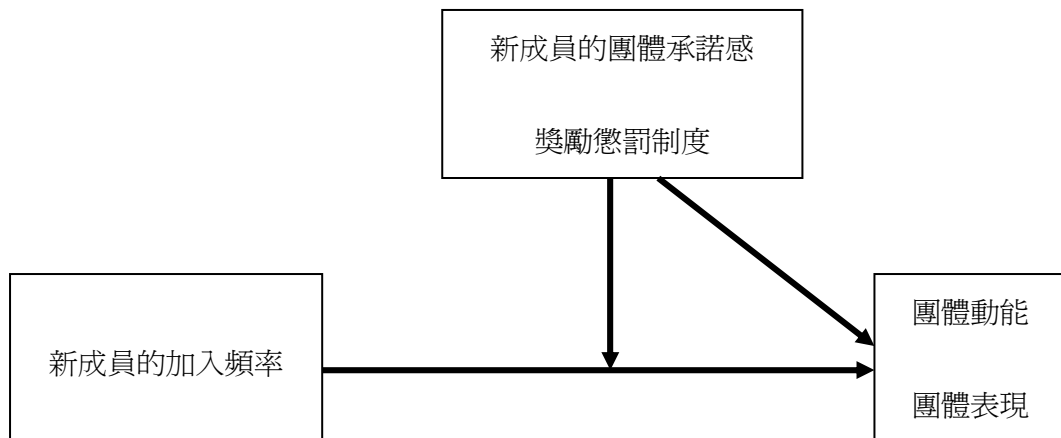 新成員的團體承諾感
獎勵懲罰制度
新成員的加入頻率
團體動能
團體表現